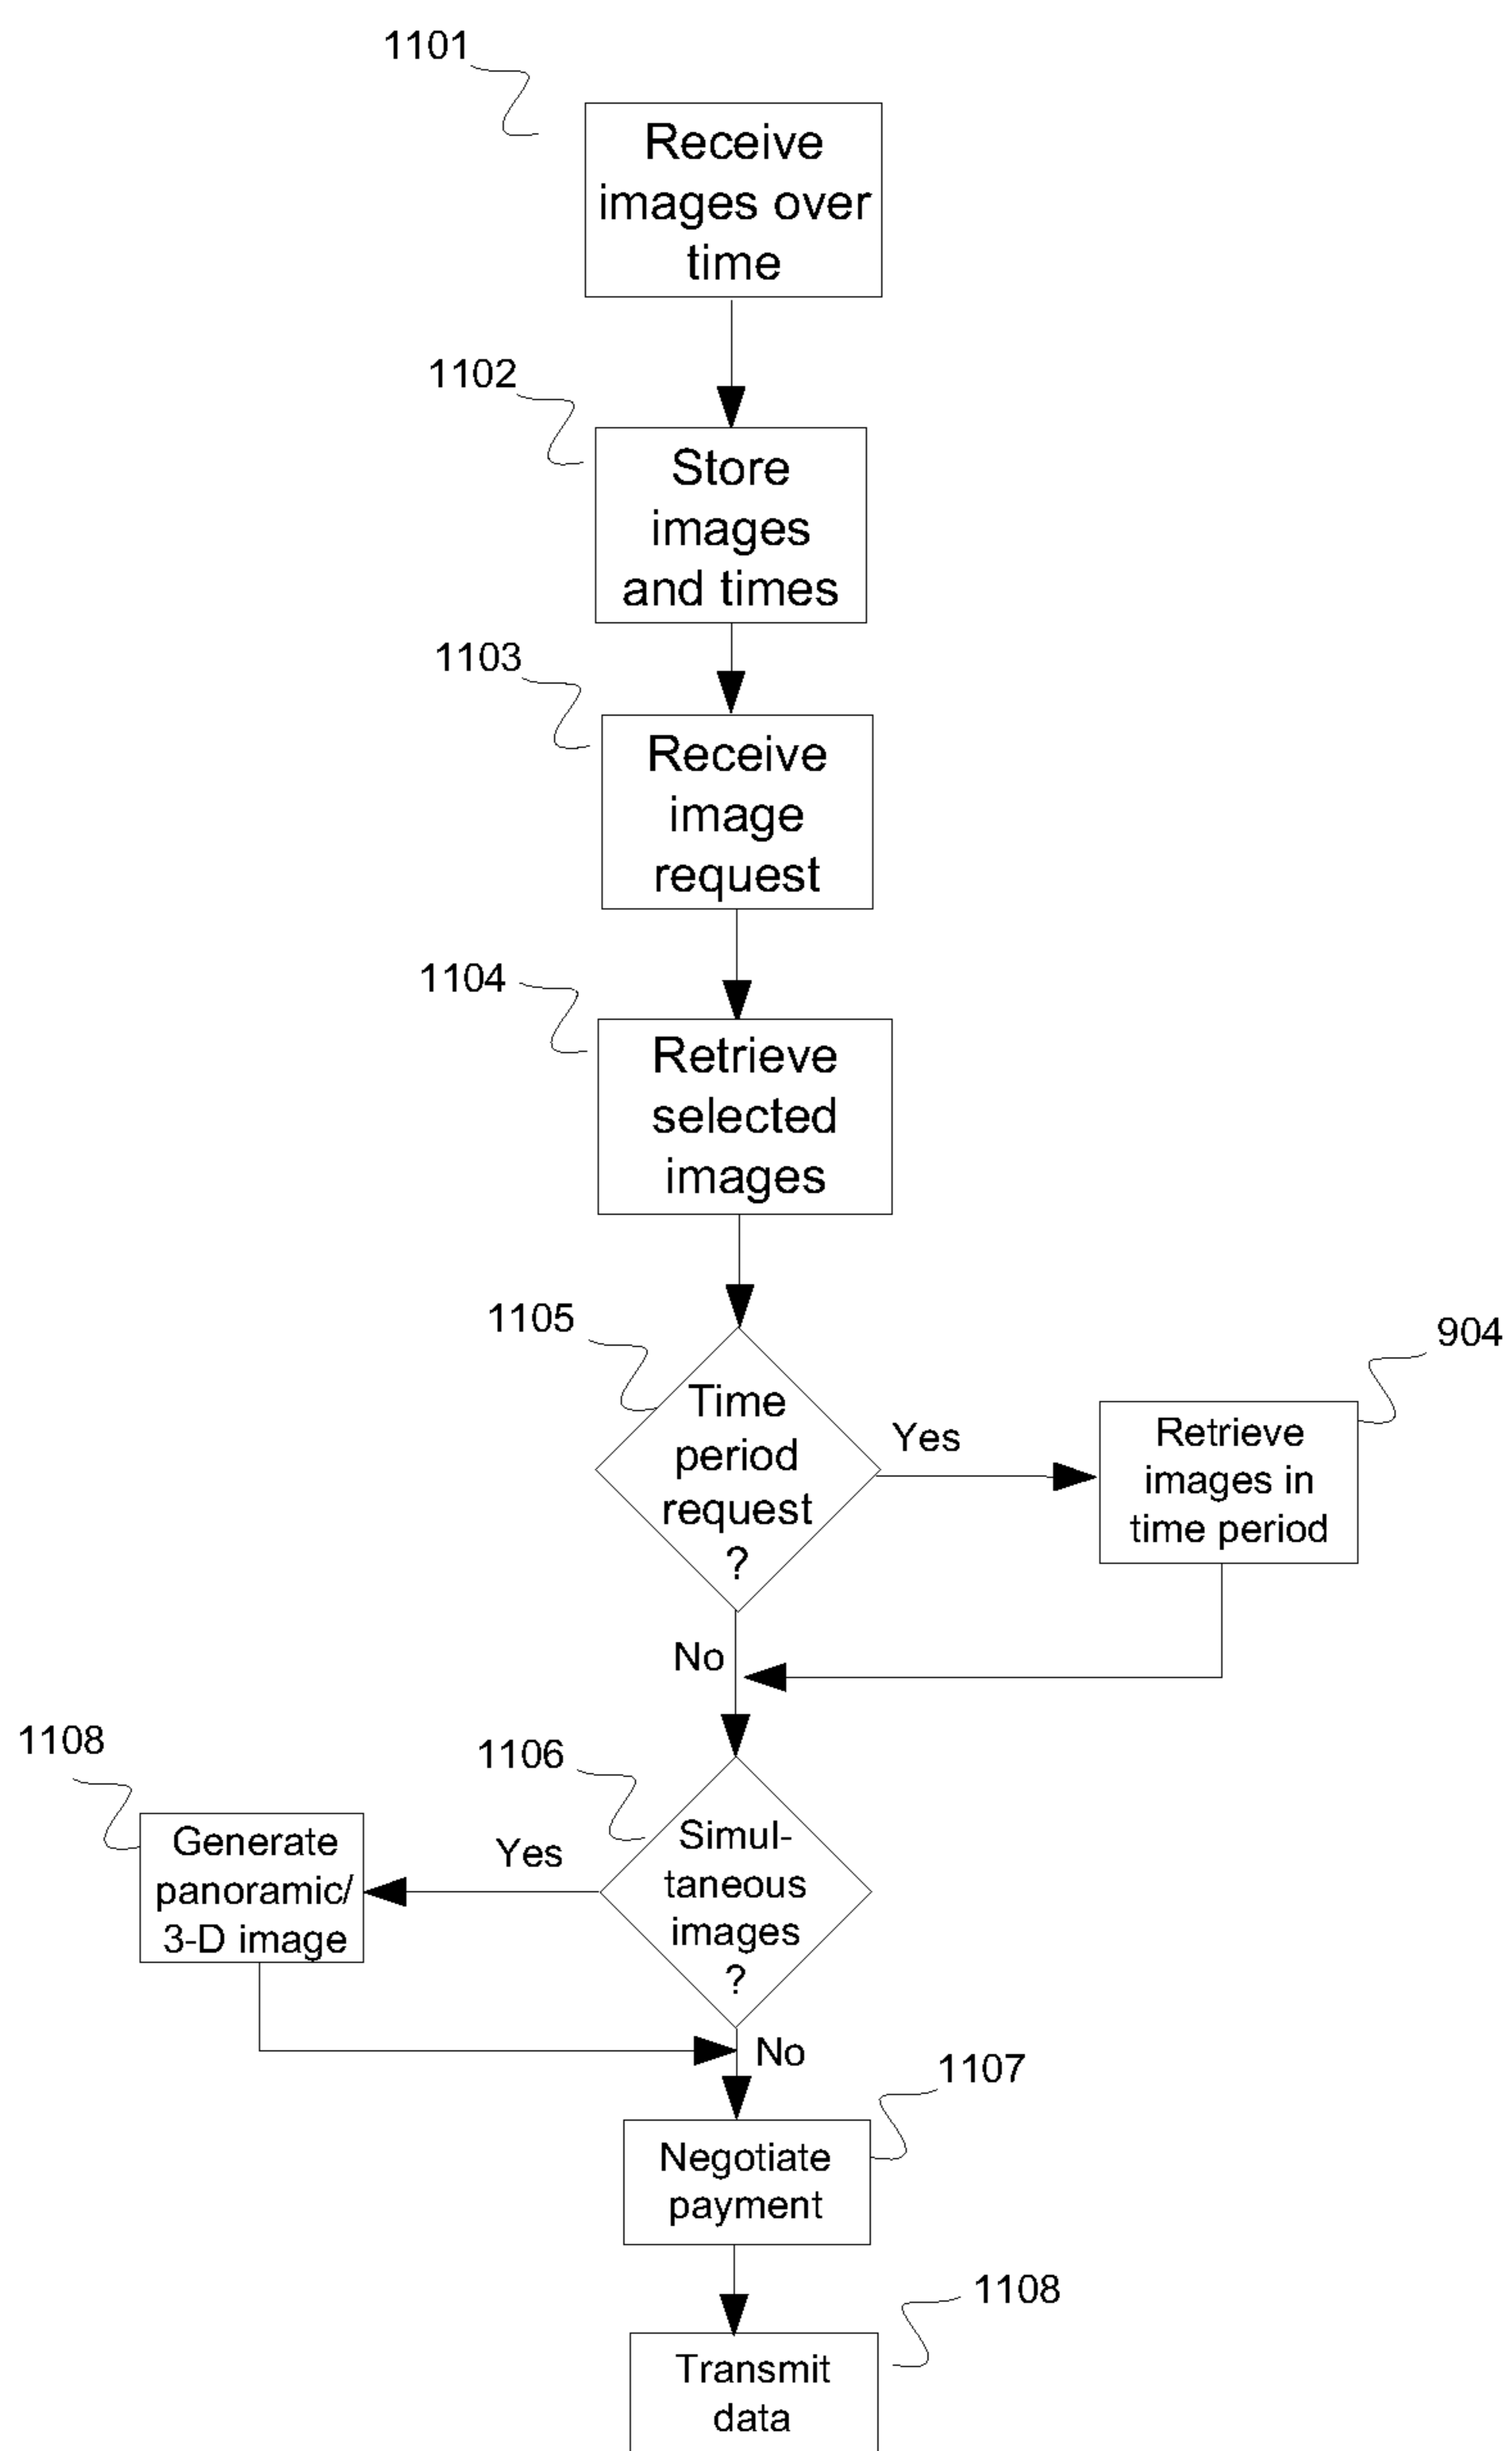 1101
Receive
images over
time
1102
Store
images
and times
1103
Receive
image
request
1104
Retrieve
selected
images
1105
Time
period
request
?
Yes
904
Retrieve
images in
time period
No
1108
Generate
panoramic/
3-D image
Yes
1106
Simul-
taneous
images
?
No
1107
Negotiate
payment
1108
Transmit
data